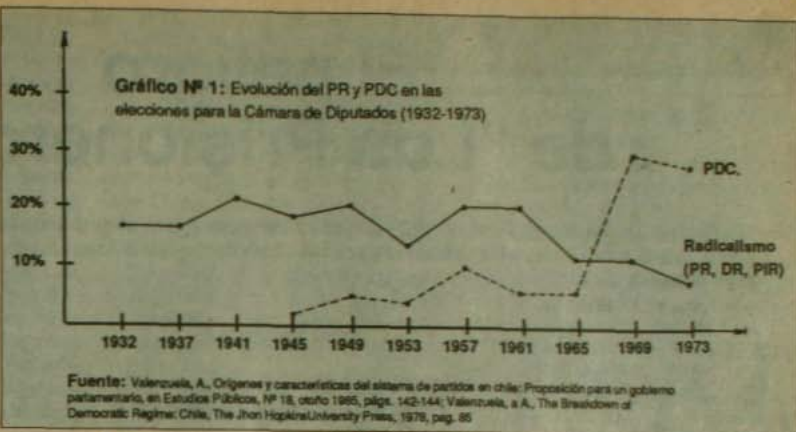 Gráfico Nº 1: Evolución del PR y PDC en las
elecciones para la Cámara de Diputados (1932-1973)
40%
30%
20%
10%
PDC.
Radicalismo
(PR, DR, PIR)
1932 1937 1941 1945 1949 1953 1957 1961 1965 1969 1973
Fuente: Valenzuela, A., Orígenes y características del sistema de partidos en chile: Proposición para un gobierno
parlamentario, en Estudios Públicos, Nº 18, otoño 1985, págs. 142-144; Valenzuela, a A., The Breakdown of
Democratic Regime: Chile, The Jhon HopkinsUniversity Press, 1978, pag. 85